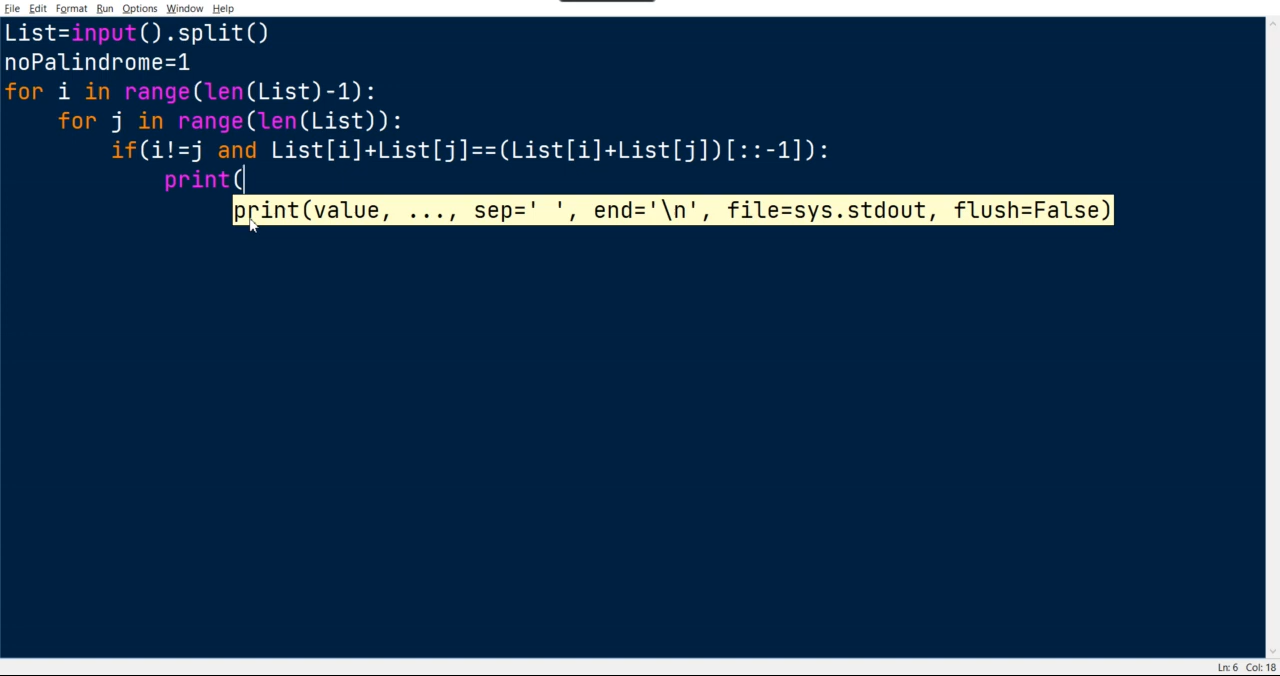 File Edit Format Run Options Window Help
List=input().split()
noPalindrome=1
for i in range(len(List)-1):
    for j in range(len(List)):
        if(i!=j and List[i]+List[j]==(List[i]+List[j])[::-1]):
            print(
print(value, ..., sep=' ', end='\n', file=sys.stdout, flush=False)
Ln: 6 Col: 18